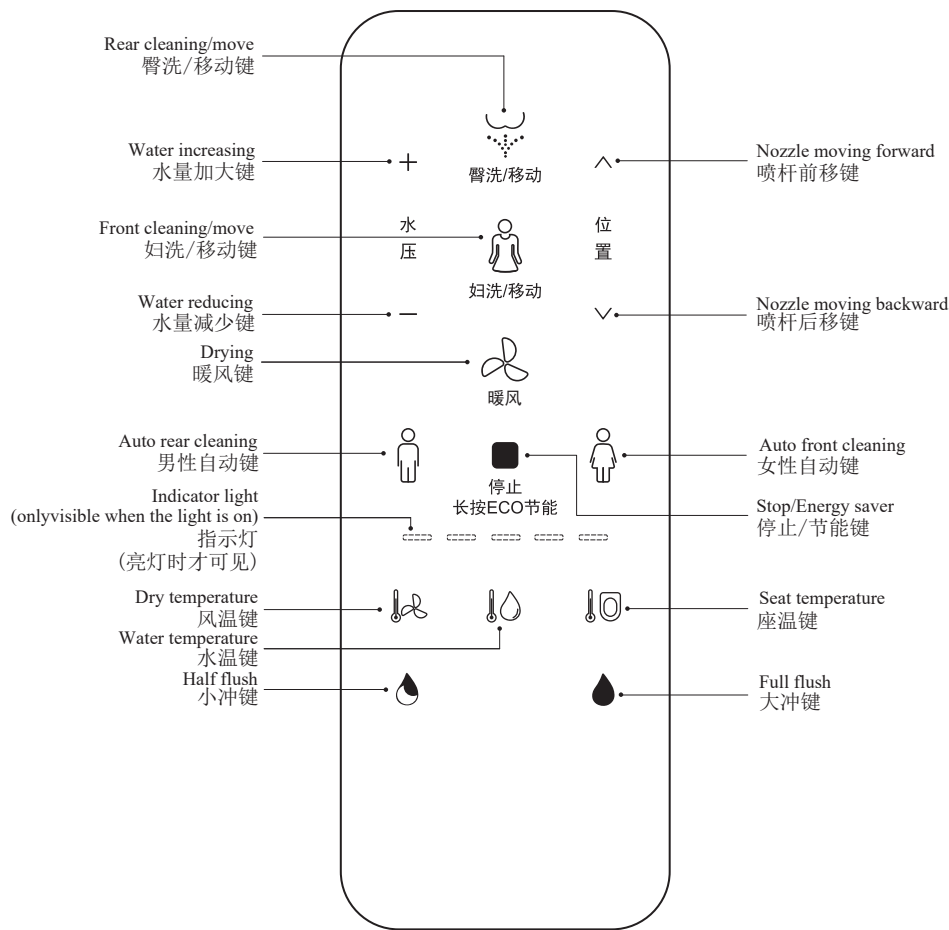 Rear cleaning/move
臀洗/移动键
Water increasing
水量加大键
Front cleaning/move
妇洗/移动键
Water reducing
水量减少键
Drying
暖风键
Auto rear cleaning
男性自动键
Indicator light
(onlyvisible when the light is on)
指示灯
(亮灯时才可见)
Dry temperature
风温键
Water temperature
水温键
Half flush
小冲键
臀洗/移动
水
压
位
置
妇洗/移动
暖风
停止
长按ECO节能
Nozzle moving forward
喷杆前移键
Nozzle moving backward
喷杆后移键
Auto front cleaning
女性自动键
Stop/Energy saver
停止/节能键
Seat temperature
座温键
Full flush
大冲键